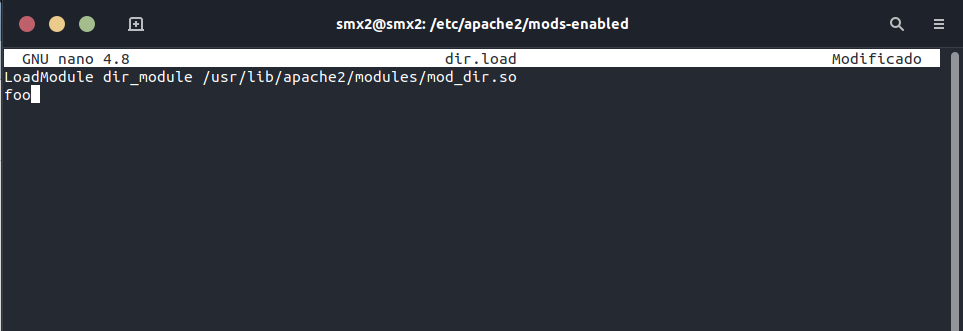 smx2@smx2: /etc/apache2/mods-enabled
GNU nano 4.8 dir.load Modificado
LoadModule dir_module /usr/lib/apache2/modules/mod_dir.so
foo